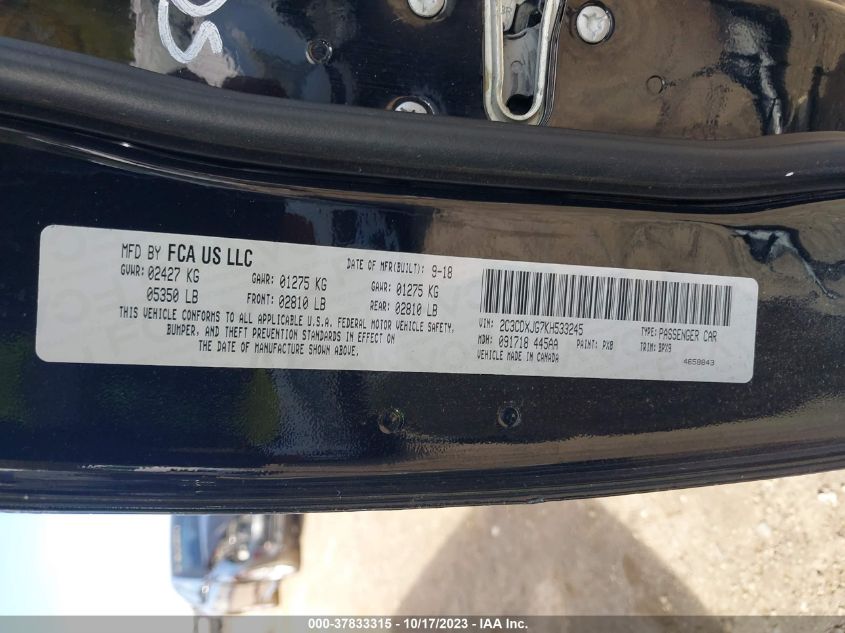 MFD BY FCA US LLC DATE OF MFR(BUILT): 9-18
GVWR: 02427 KG GAWR: 01275 KG GAWR: 01275 KG
05350 LB FRONT: 02810 LB REAR: 02810 LB
THIS VEHICLE CONFORMS TO ALL APPLICABLE U.S.A. FEDERAL MOTOR VEHICLE SAFETY,
BUMPER, AND THEFT PREVENTION STANDARDS IN EFFECT ON
THE DATE OF MANUFACTURE SHOWN ABOVE.
VIN: 2C3CDXJG7KH533245 TYPE: PASSENGER CAR
MDH: 091718 445AA PAINT: PX8 TRIM: BPX9
VEHICLE MADE IN CANADA 4658843
000-37833315 | 10/17/2023 | IAA Inc.